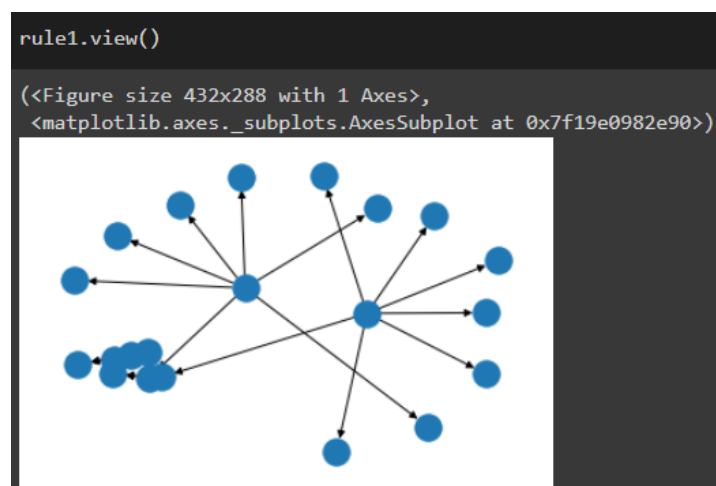 rule1.view()
(<Figure size 432x288 with 1 Axes>,
<matplotlib.axes._subplots.AxesSubplot at 0x7f19e0982e90>)